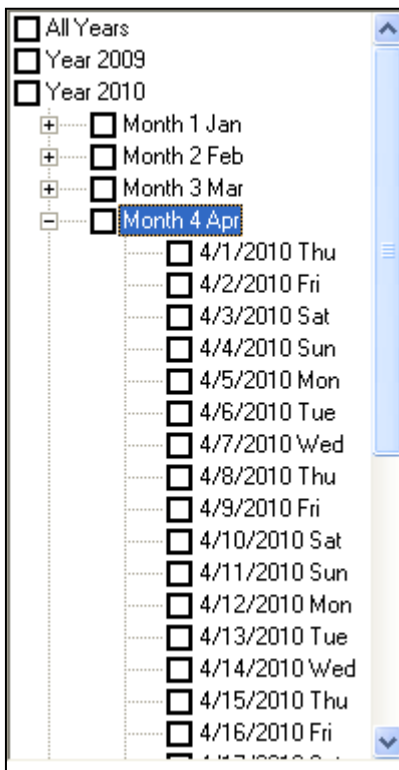 All Years
Year 2009
Year 2010
Month 1 Jan
Month 2 Feb
Month 3 Mar
Month 4 Apr
4/1/2010 Thu
4/2/2010 Fri
4/3/2010 Sat
4/4/2010 Sun
4/5/2010 Mon
4/6/2010 Tue
4/7/2010 Wed
4/8/2010 Thu
4/9/2010 Fri
4/10/2010 Sat
4/11/2010 Sun
4/12/2010 Mon
4/13/2010 Tue
4/14/2010 Wed
4/15/2010 Thu
4/16/2010 Fri
4/17/2010 Sat